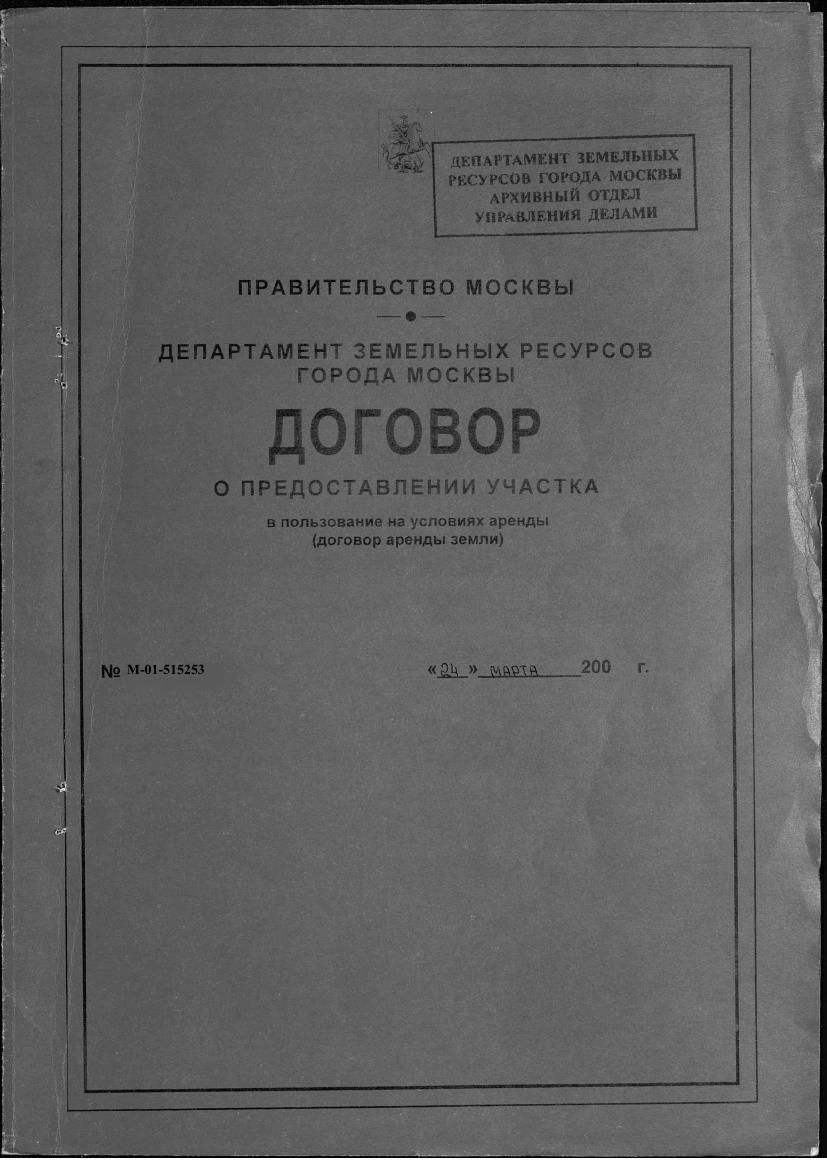 ДЕПАРТАМЕНТ ЗЕМЕЛЬНЫХ
РЕСУРСОВ ГОРОДА МОСКВЫ
АРХИВНЫЙ ОТДЕЛ
УПРАВЛЕНИЯ ДЕЛАМИ
ПРАВИТЕЛЬСТВО МОСКВЫ
ДЕПАРТАМЕНТ ЗЕМЕЛЬНЫХ РЕСУРСОВ
ГОРОДА МОСКВЫ
ДОГОВОР
О ПРЕДОСТАВЛЕНИИ УЧАСТКА
в пользование на условиях аренды
(договор аренды земли)
№ М-01-515253 «24» марта 200 г.